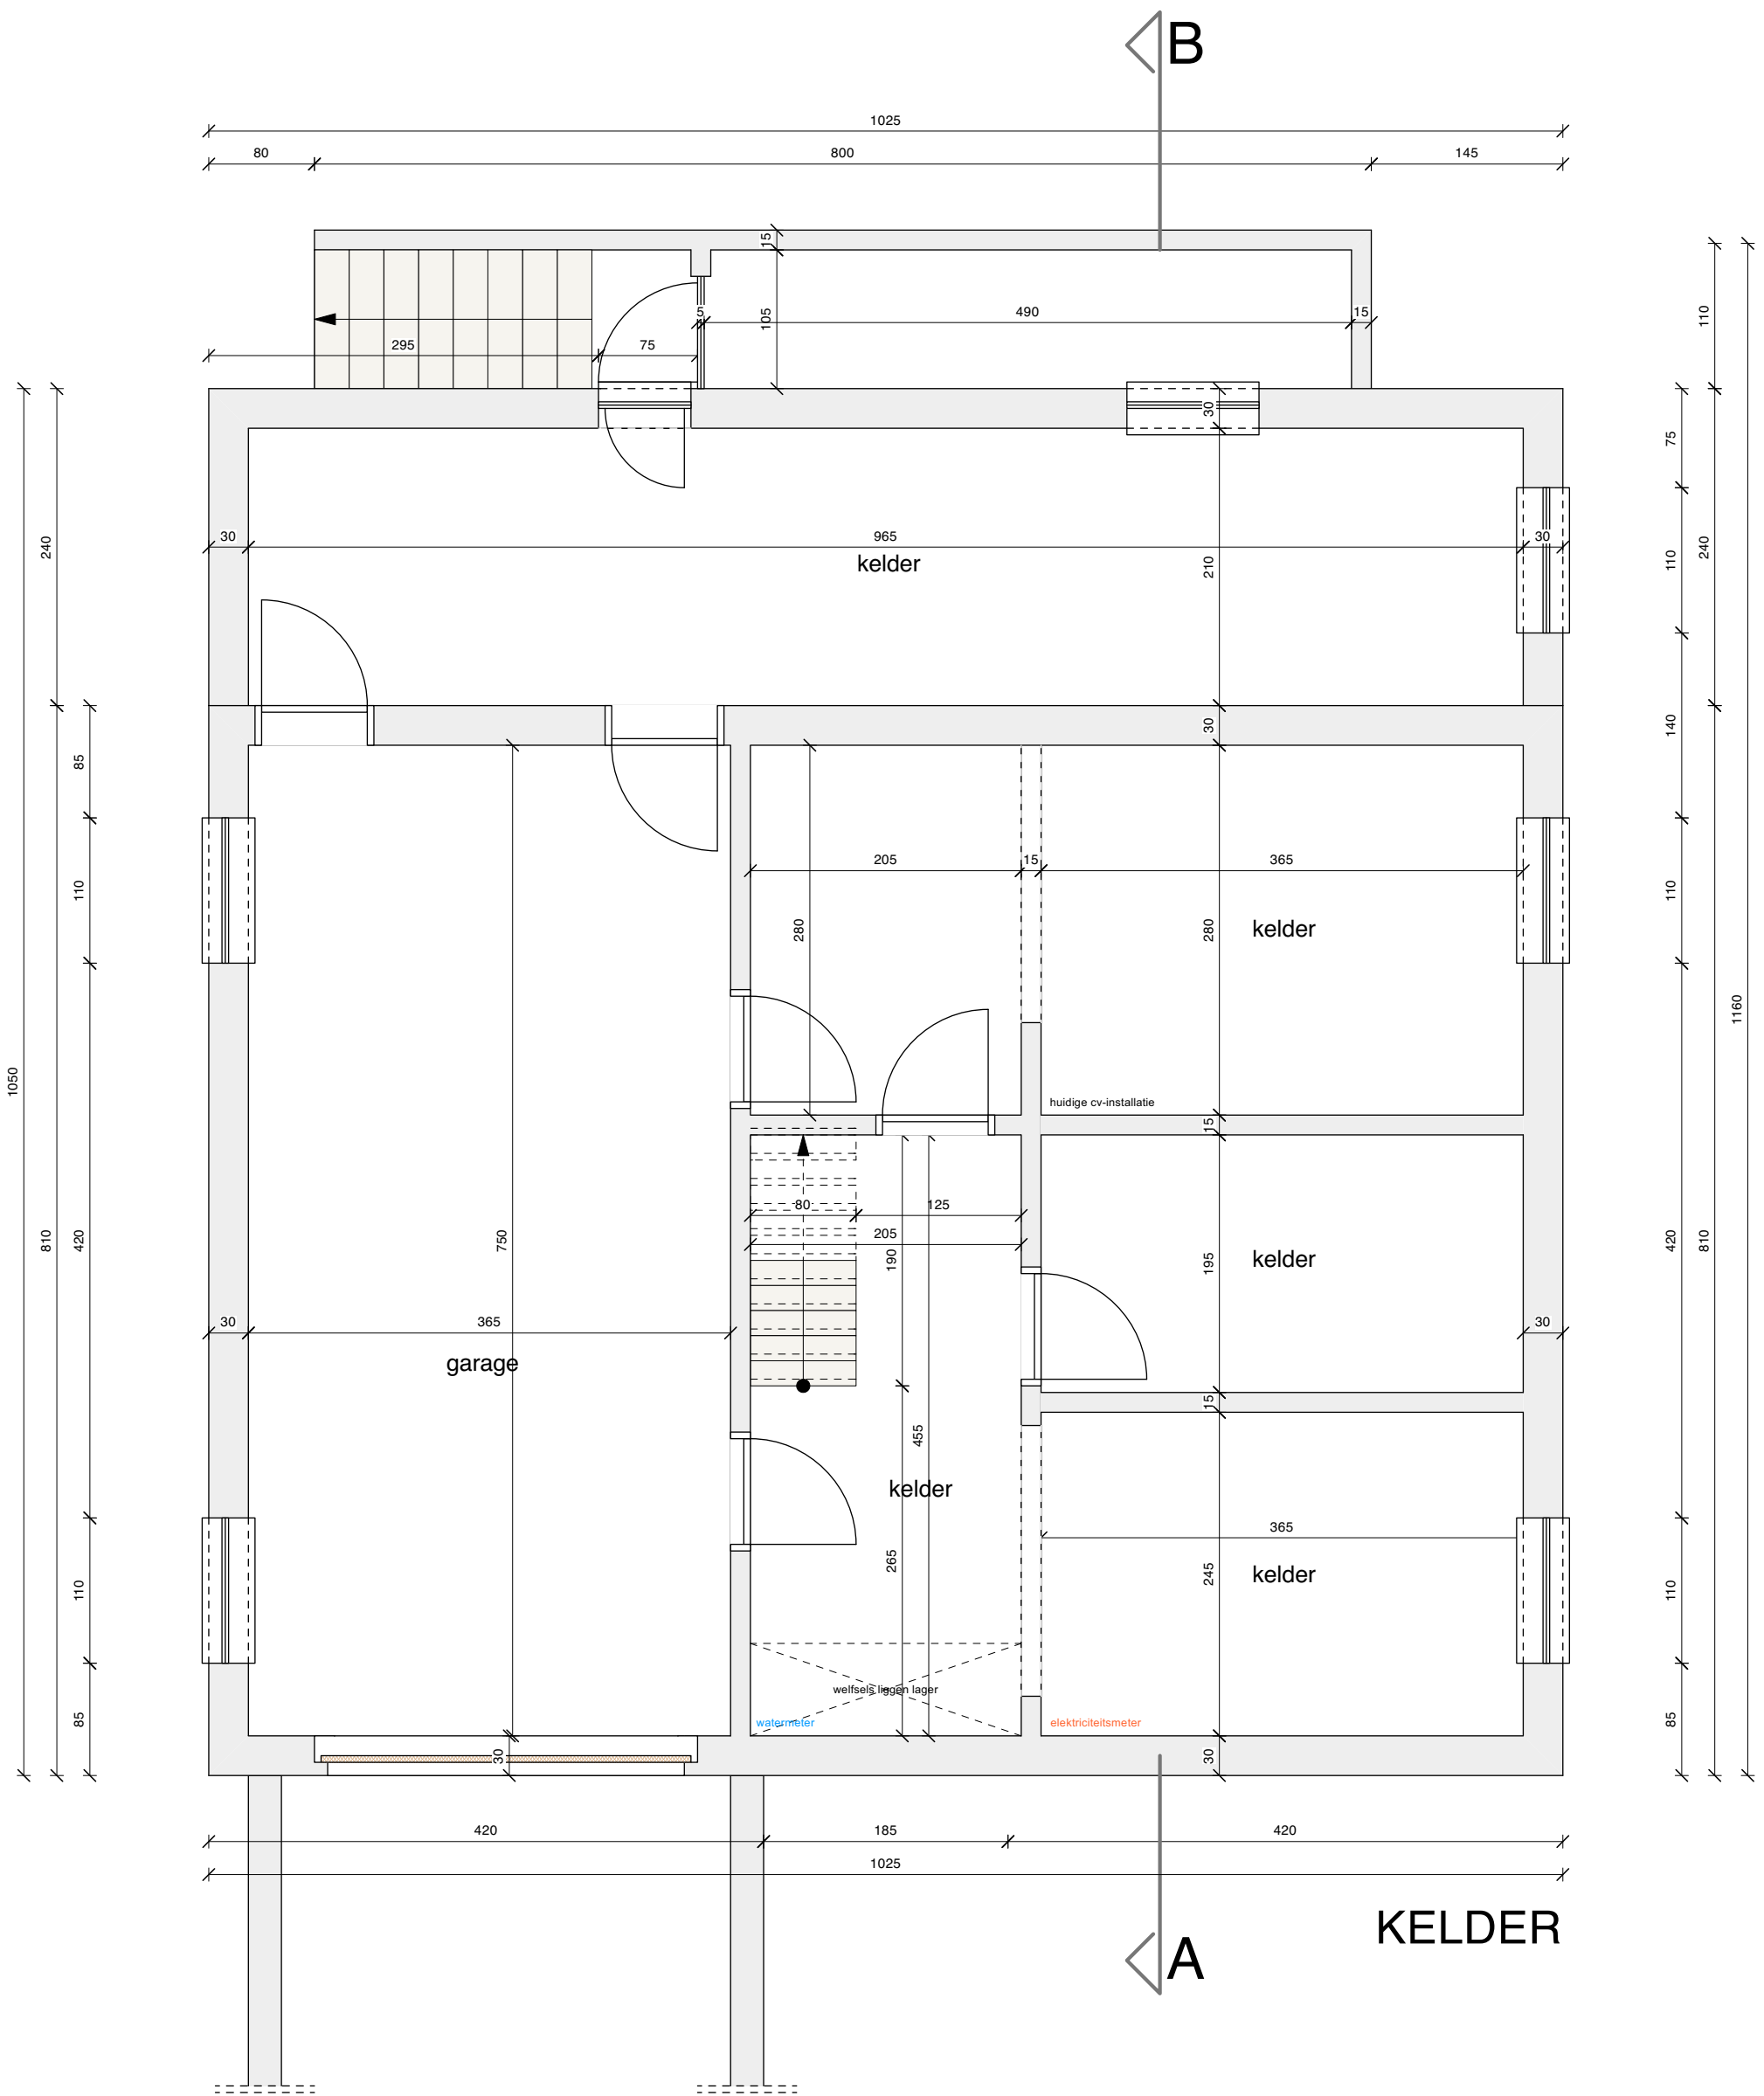 B
1025
80 800 145
15
105
5 490 15
295 75
110
30
75
30 965 30
kelder
240
210
110
240
30
140
85
205 15 365
110
280
280
kelder
110
1160
1050
huidige cv-installatie
15
80 125
205
190
195
kelder
810
420
750
420
810
30 365
garage
30
15
455
kelder
265
365
245
kelder
110
110
welfsels liggen lager
watermeter
elektriciteitsmeter
85
85
30
30
420 185 420
1025
KELDER
A